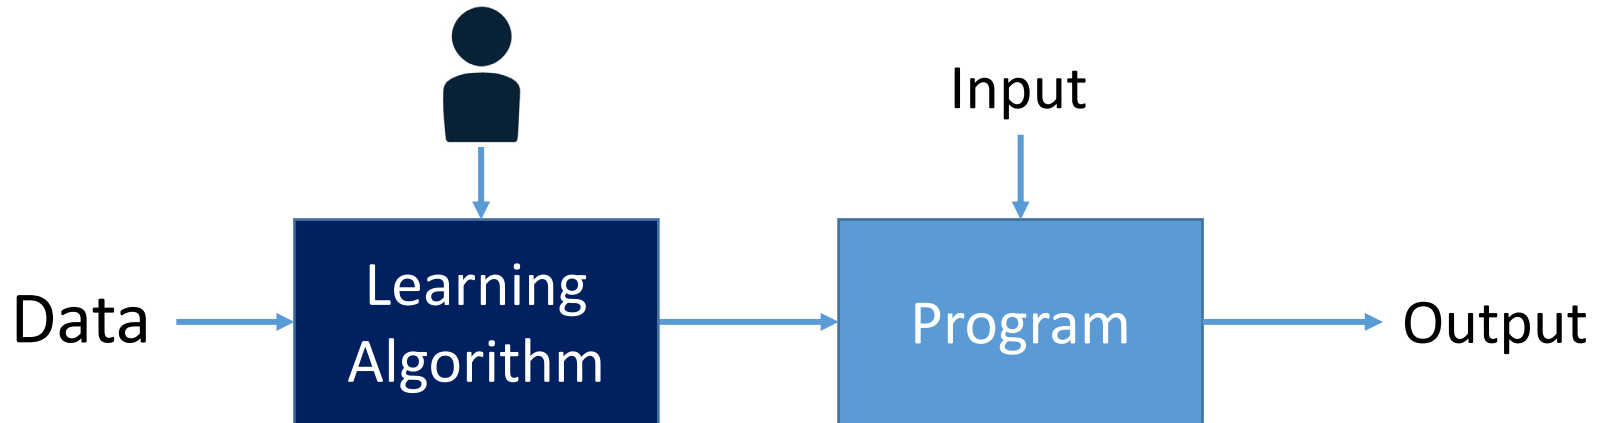 Input
Data
Learning
Algorithm
Program
Output